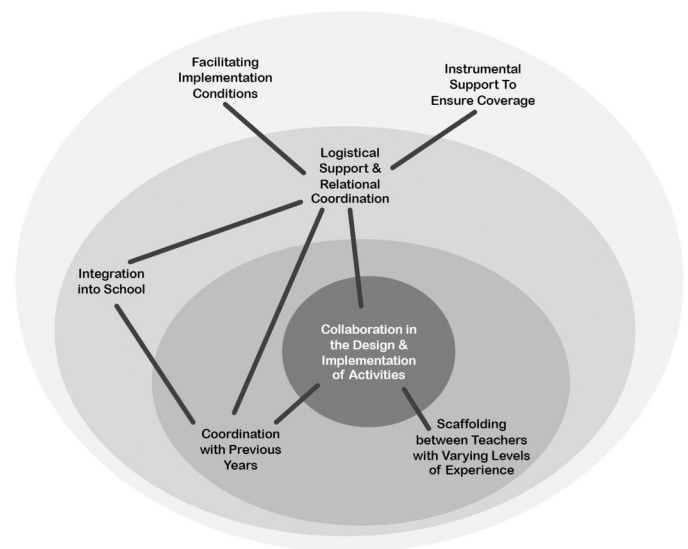 Facilitating
Implementation
Conditions
Instrumental
Support To
Ensure Coverage
Logistical
Support &
Relational
Coordination
Integration
into School
Collaboration in
the Design &
Implementation
of Activities
Coordination
with Previous
Years
Scaffolding
between Teachers
with Varying Levels
of Experience